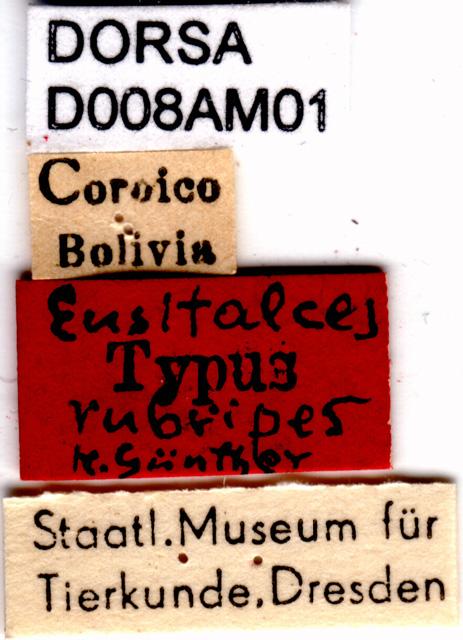 DORSA
D008AM01
Coroico
Bolivia
Eusitalces
Typus
rubripes
K. Günther
Staatl. Museum für
Tierkunde, Dresden